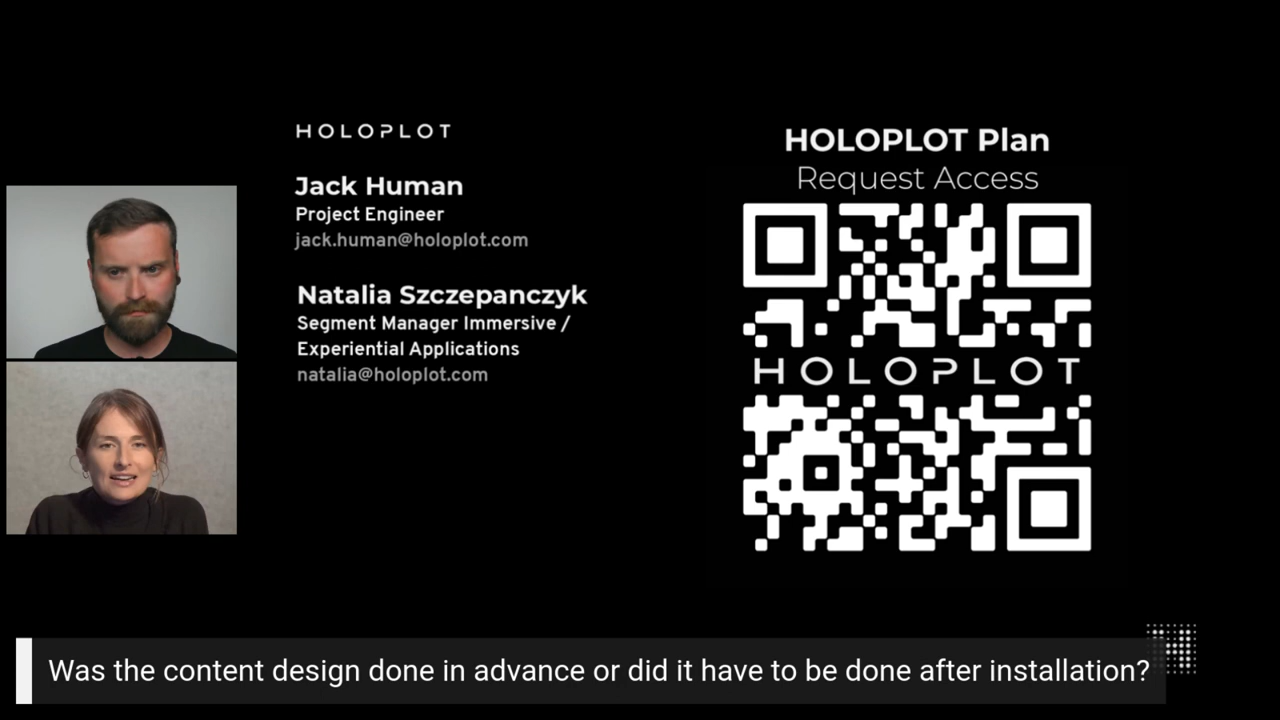 HOLOPLOT
Jack Human
Project Engineer
jack.human@holoplot.com
Natalia Szczepanczyk
Segment Manager Immersive /
Experiential Applications
natalia@holoplot.com
HOLOPLOT Plan
Request Access
HOLOPLOT
Was the content design done in advance or did it have to be done after installation?